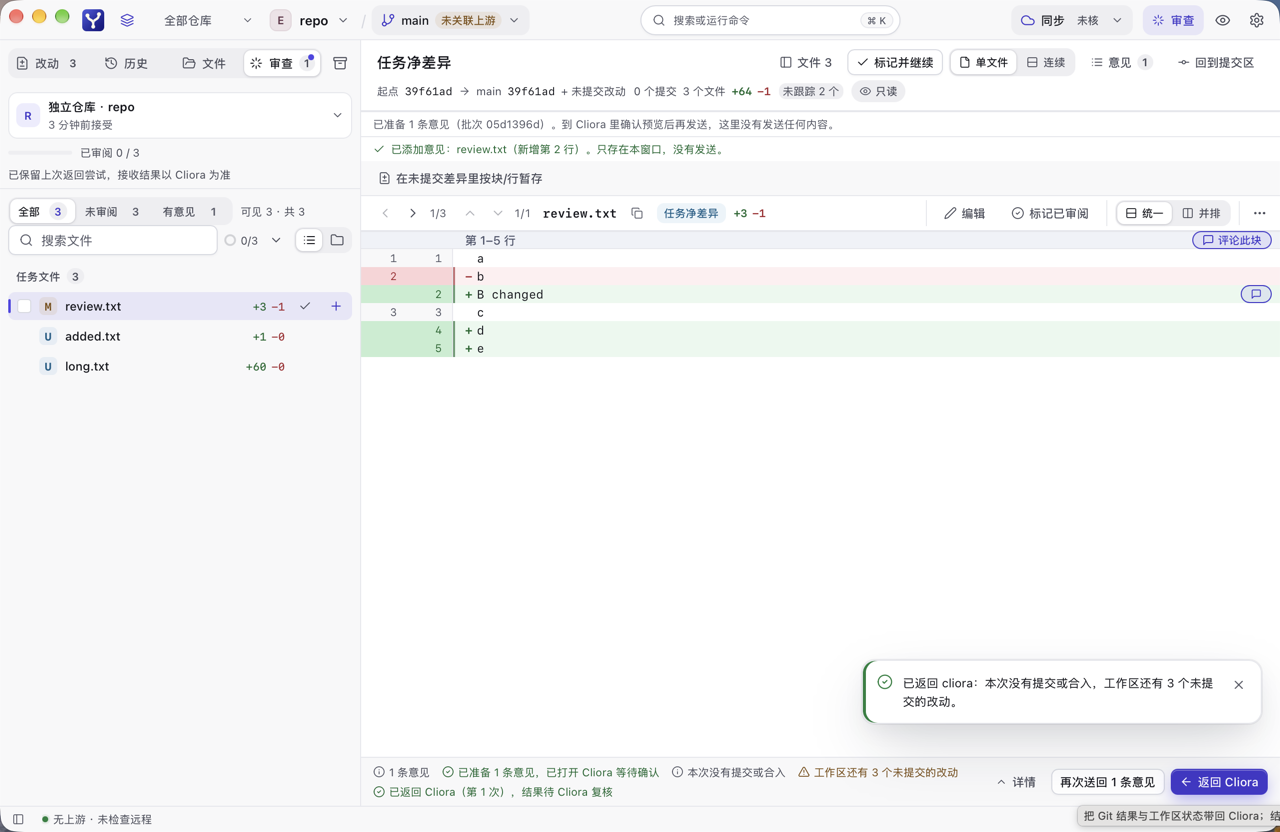 全部仓库
E repo
main 未关联上游
搜索或运行命令 ⌘ K
同步 未核
审查
改动 3
历史
文件
审查 1
R
独立仓库 · repo
3 分钟前接受
已审阅 0 / 3
已保留上次返回尝试，接收结果以 Cliora 为准
全部 3
未审阅 3
有意见 1
可见 3 · 共 3
搜索文件
0/3
任务文件 3
M review.txt +3 −1
U added.txt +1 −0
U long.txt +60 −0
任务净差异
文件 3
标记并继续
单文件
连续
意见 1
回到提交区
起点 39f61ad → main 39f61ad + 未提交改动 0 个提交 3 个文件 +64 −1 未跟踪 2 个 只读
已准备 1 条意见（批次 05d1396d）。到 Cliora 里确认预览后再发送，这里没有发送任何内容。
已添加意见：review.txt（新增第 2 行）。只存在本窗口，没有发送。
在未提交差异里按块/行暂存
1/3
1/1 review.txt 任务净差异 +3 −1
编辑
标记已审阅
统一
并排
第 1–5 行
评论此块
1 1 a
2 − b
2 + B changed
3 3 c
4 + d
5 + e
已返回 cliora：本次没有提交或合入，工作区还有 3 个未提
交的改动。
1 条意见
已准备 1 条意见，已打开 Cliora 等待确认
本次没有提交或合入
工作区还有 3 个未提交的改动
已返回 Cliora（第 1 次），结果待 Cliora 复核
详情
再次送回 1 条意见
返回 Cliora
把 Git 结果与工作区状态带回 Cliora；
无上游 · 未检查远程